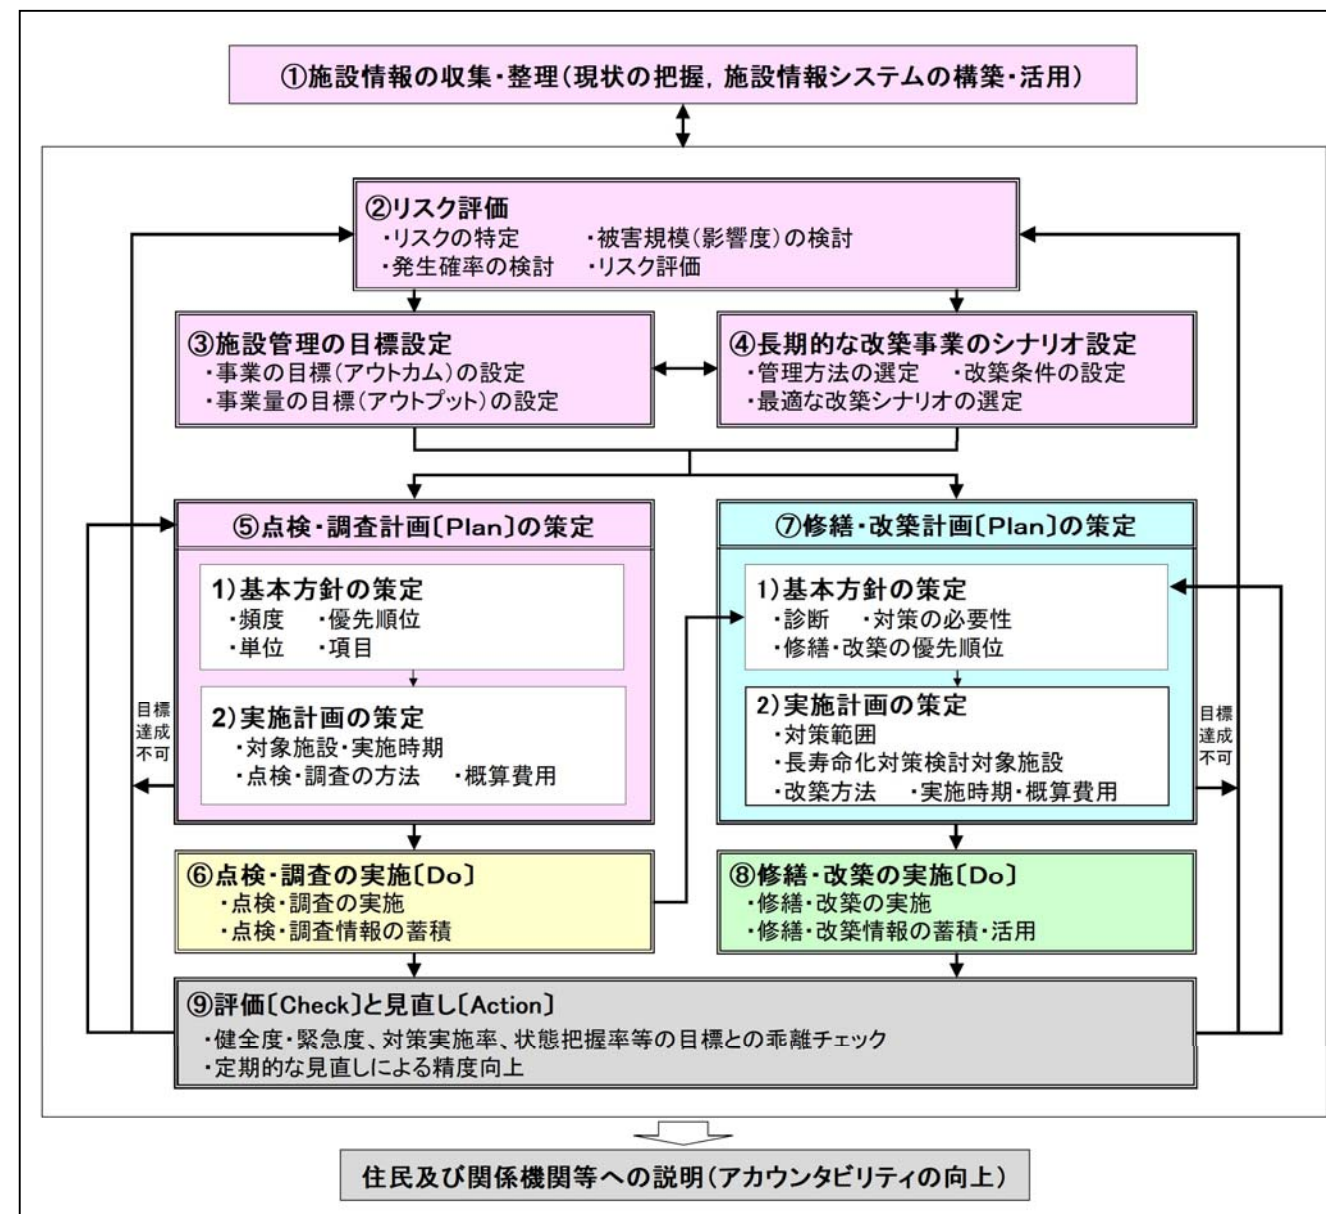 ①施設情報の収集・整理(現状の把握,施設情報システムの構築・活用)
②リスク評価
・リスクの特定　・被害規模(影響度)の検討
・発生確率の検討　・リスク評価
③施設管理の目標設定
・事業の目標(アウトカム)の設定
・事業量の目標(アウトプット)の設定
④長期的な改築事業のシナリオ設定
・管理方法の選定　・改築条件の設定
・最適な改築シナリオの選定
⑤点検・調査計画〔Plan〕の策定
1)基本方針の策定
・頻度　・優先順位
・単位　・項目
2)実施計画の策定
・対象施設・実施時期
・点検・調査の方法　・概算費用
目標
達成
不可
⑦修繕・改築計画〔Plan〕の策定
1)基本方針の策定
・診断　・対策の必要性
・修繕・改築の優先順位
2)実施計画の策定
・対策範囲
・長寿命化対策検討対象施設
・改築方法　・実施時期・概算費用
目標
達成
不可
⑥点検・調査の実施〔Do〕
・点検・調査の実施
・点検・調査情報の蓄積
⑧修繕・改築の実施〔Do〕
・修繕・改築の実施
・修繕・改築情報の蓄積・活用
⑨評価〔Check〕と見直し〔Action〕
・健全度・緊急度、対策実施率、状態把握率等の目標との乖離チェック
・定期的な見直しによる精度向上
住民及び関係機関等への説明(アカウンタビリティの向上)